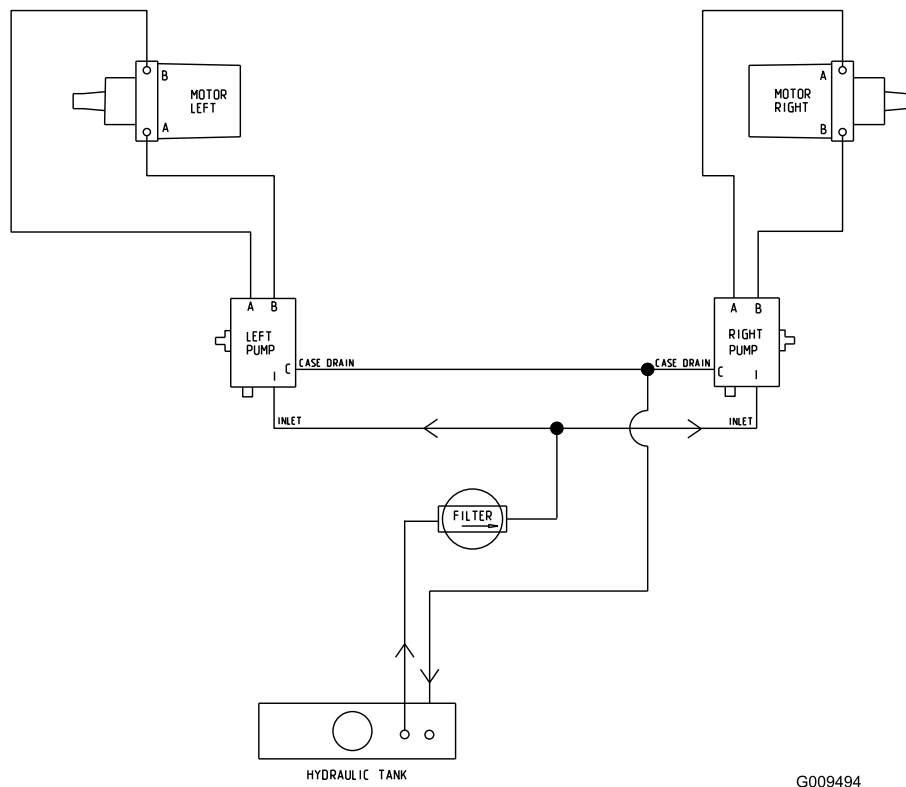 B
MOTOR
LEFT
A
A
MOTOR
RIGHT
B
A B
LEFT
PUMP
C
I
CASE DRAIN
INLET
A B
RIGHT
PUMP
CASE DRAIN
C
I
INLET
FILTER
HYDRAULIC TANK
G009494